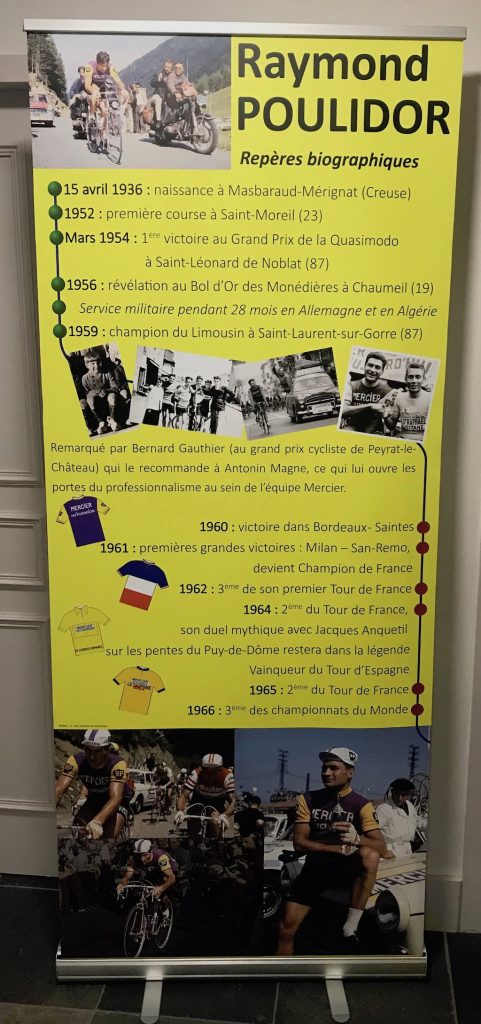 Raymond
POULIDOR
Repères biographiques
15 avril 1936 : naissance à Masbaraud-Mérignat (Creuse)
1952 : première course à Saint-Moreil (23)
Mars 1954 : 1ère victoire au Grand Prix de la Quasimodo
à Saint-Léonard de Noblat (87)
1956 : révélation au Bol d'Or des Monédières à Chaumeil (19)
Service militaire pendant 28 mois en Allemagne et en Algérie
1959 : champion du Limousin à Saint-Laurent-sur-Gorre (87)
MERCIER
Remarqué par Bernard Gauthier (au grand prix cycliste de Peyrat-le-
Château) qui le recommande à Antonin Magne, ce qui lui ouvre les
portes du professionnalisme au sein de l'équipe Mercier.
MERCIER
1960 : victoire dans Bordeaux- Saintes
1961 : premières grandes victoires : Milan – San-Remo,
devient Champion de France
1962 : 3ème de son premier Tour de France
1964 : 2ème du Tour de France,
son duel mythique avec Jacques Anquetil
sur les pentes du Puy-de-Dôme restera dans la légende
Vainqueur du Tour d'Espagne
1965 : 2ème du Tour de France
1966 : 3ème des championnats du Monde
MERCIER
BP
MERCIER
BP